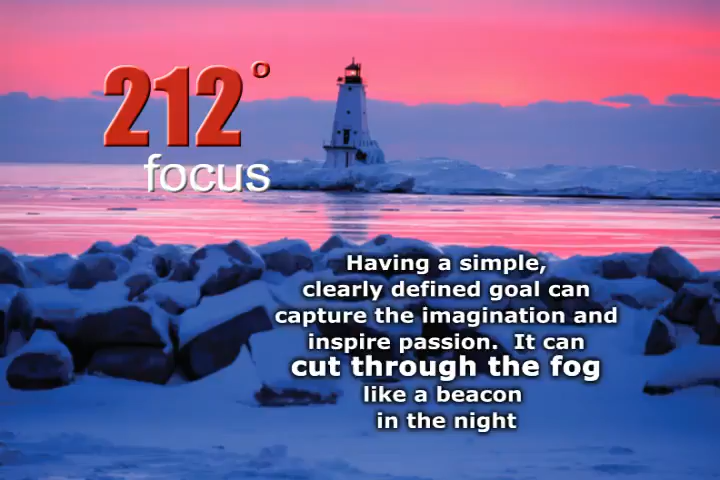 212°
focus
Having a simple,
clearly defined goal can
capture the imagination and
inspire passion.  It can
cut through the fog
like a beacon
in the night